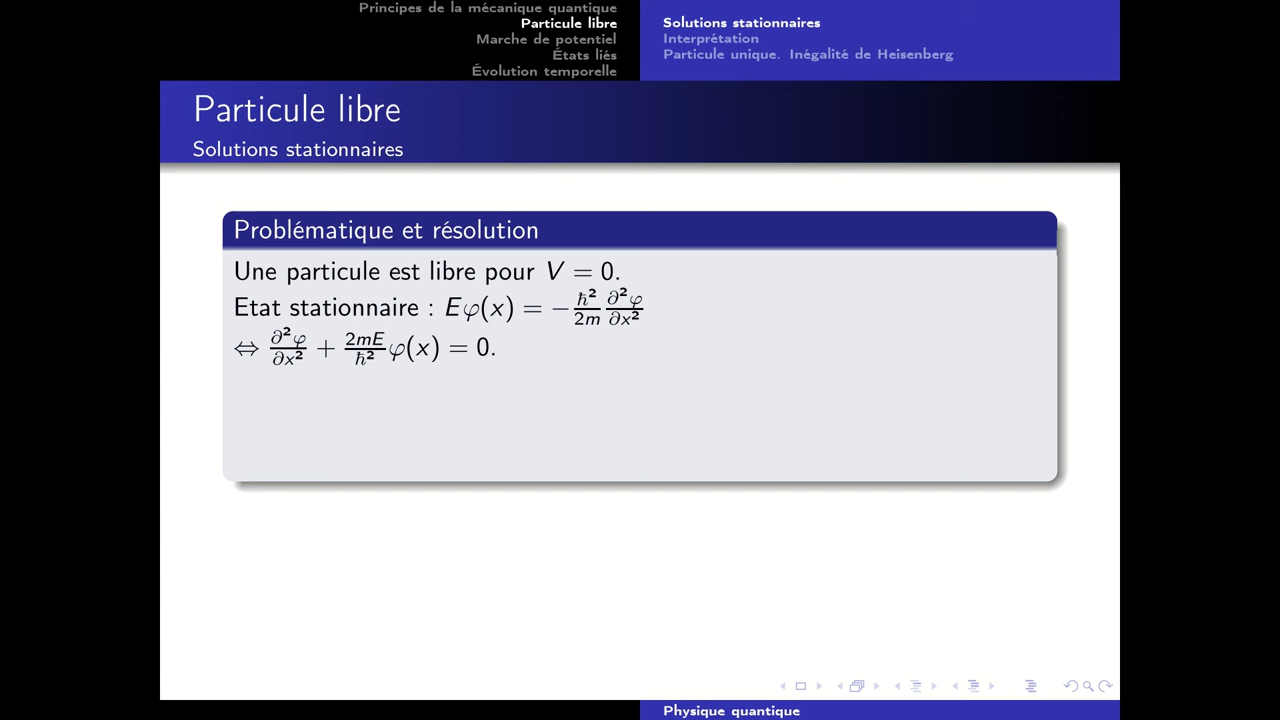 Principes de la mécanique quantique
Particule libre
Marche de potentiel
États liés
Évolution temporelle
Solutions stationnaires
Interprétation
Particule unique. Inégalité de Heisenberg
Particule libre
Solutions stationnaires
Problématique et résolution
Une particule est libre pour V = 0.
Etat stationnaire : Eφ(x) = −ħ²/2m ∂²φ/∂x²
⇔ ∂²φ/∂x² + 2mE/ħ² φ(x) = 0.
Physique quantique